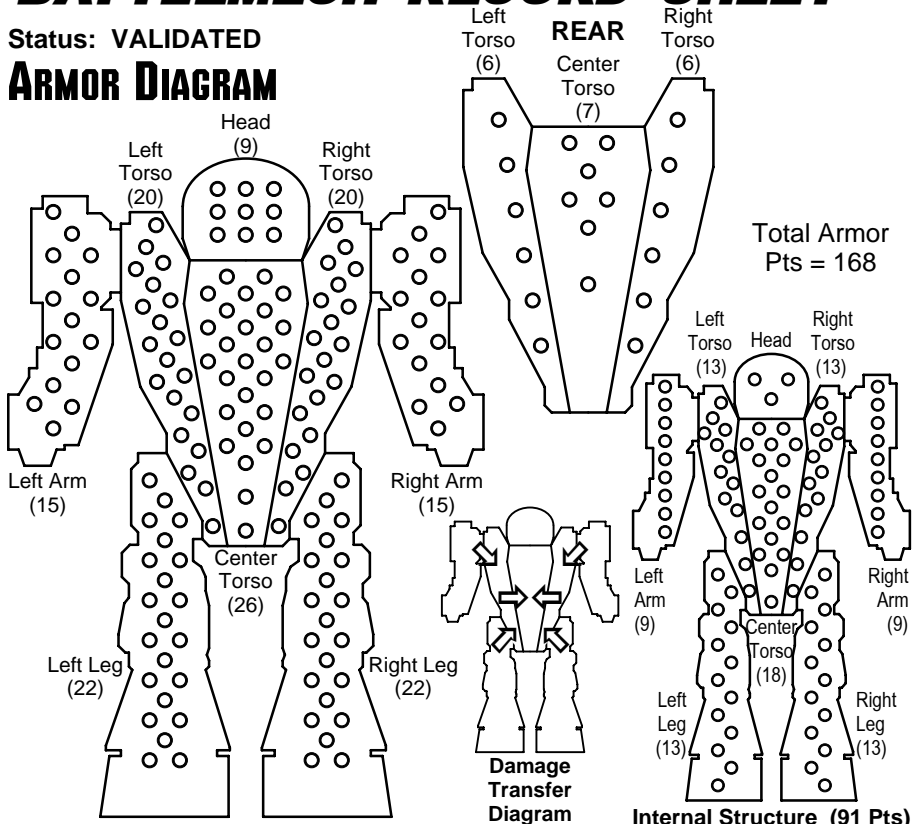 BATTLEMECH RECORD SHEET
Status: VALIDATED
ARMOR DIAGRAM
Head
(9)
Left
Torso
(20)
Right
Torso
(20)
Left Arm
(15)
Right Arm
(15)
Center
Torso
(26)
Left Leg
(22)
Right Leg
(22)
Left
Torso
(6)
REAR
Right
Torso
(6)
Center
Torso
(7)
Total Armor
Pts = 168
Damage
Transfer
Diagram
Left
Torso
(13)
Head
Right
Torso
(13)
Left
Arm
(9)
Right
Arm
(9)
Center
Torso
(18)
Left
Leg
(13)
Right
Leg
(13)
Internal Structure (91 Pts)